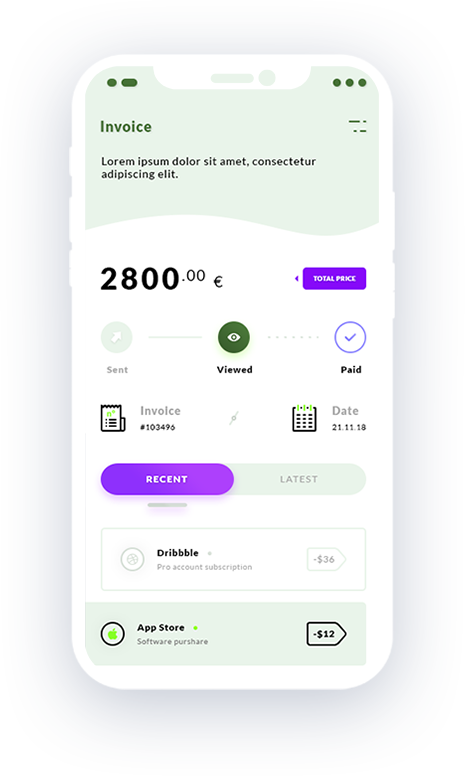 Invoice
Lorem ipsum dolor sit amet, consectetur
adipiscing elit.
2800.00 €
TOTAL PRICE
Sent
Viewed
Paid
Invoice
#103496
Date
21.11.18
RECENT
LATEST
Dribbble
Pro account subscription
-$36
App Store
Software purshare
-$12